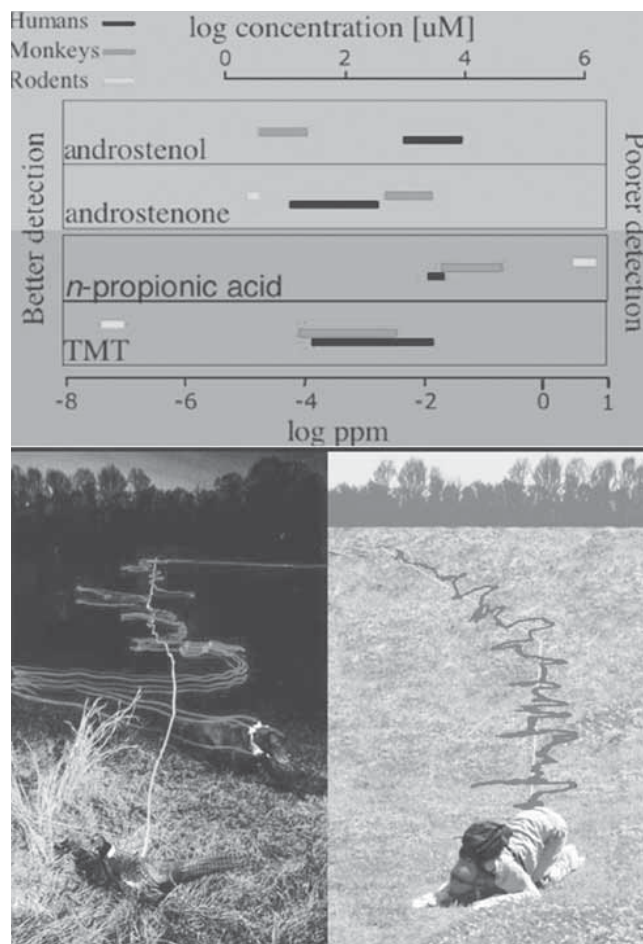 Humans
log concentration [uM]
Monkeys
Rodents
0 2 4 6
Better detection
Poorer detection
androstenol
androstenone
n-propionic acid
TMT
-8 -6 -4 -2 0 1
log ppm